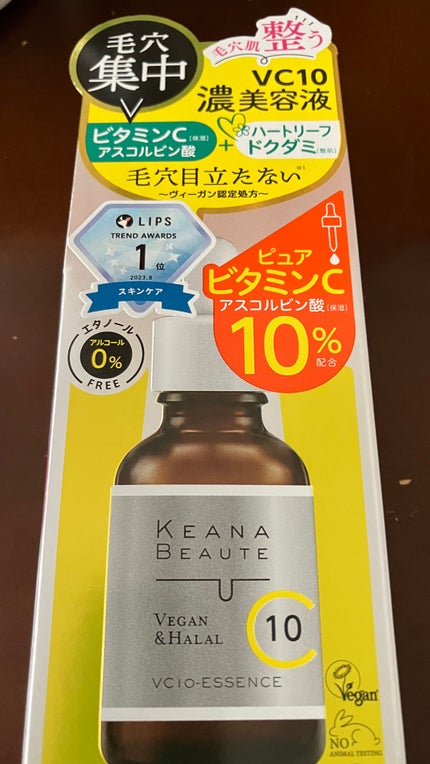 毛穴
集中
毛穴肌 整う
VC10
濃美容液
ビタミンC[保湿]
アスコルビン酸
+
ハートリーフ
ドクダミ[整肌]
毛穴目立たない※1
~ヴィーガン認定処方~
LIPS
TREND AWARDS
1位
2023.8
スキンケア
ピュア
ビタミンC
アスコルビン酸[保湿]
10%
配合
エタノール
アルコール
0%
FREE
KEANA
BEAUTE
VEGAN
&HALAL
C10
VC10-ESSENCE
Vegan
NO
ANIMAL TESTING